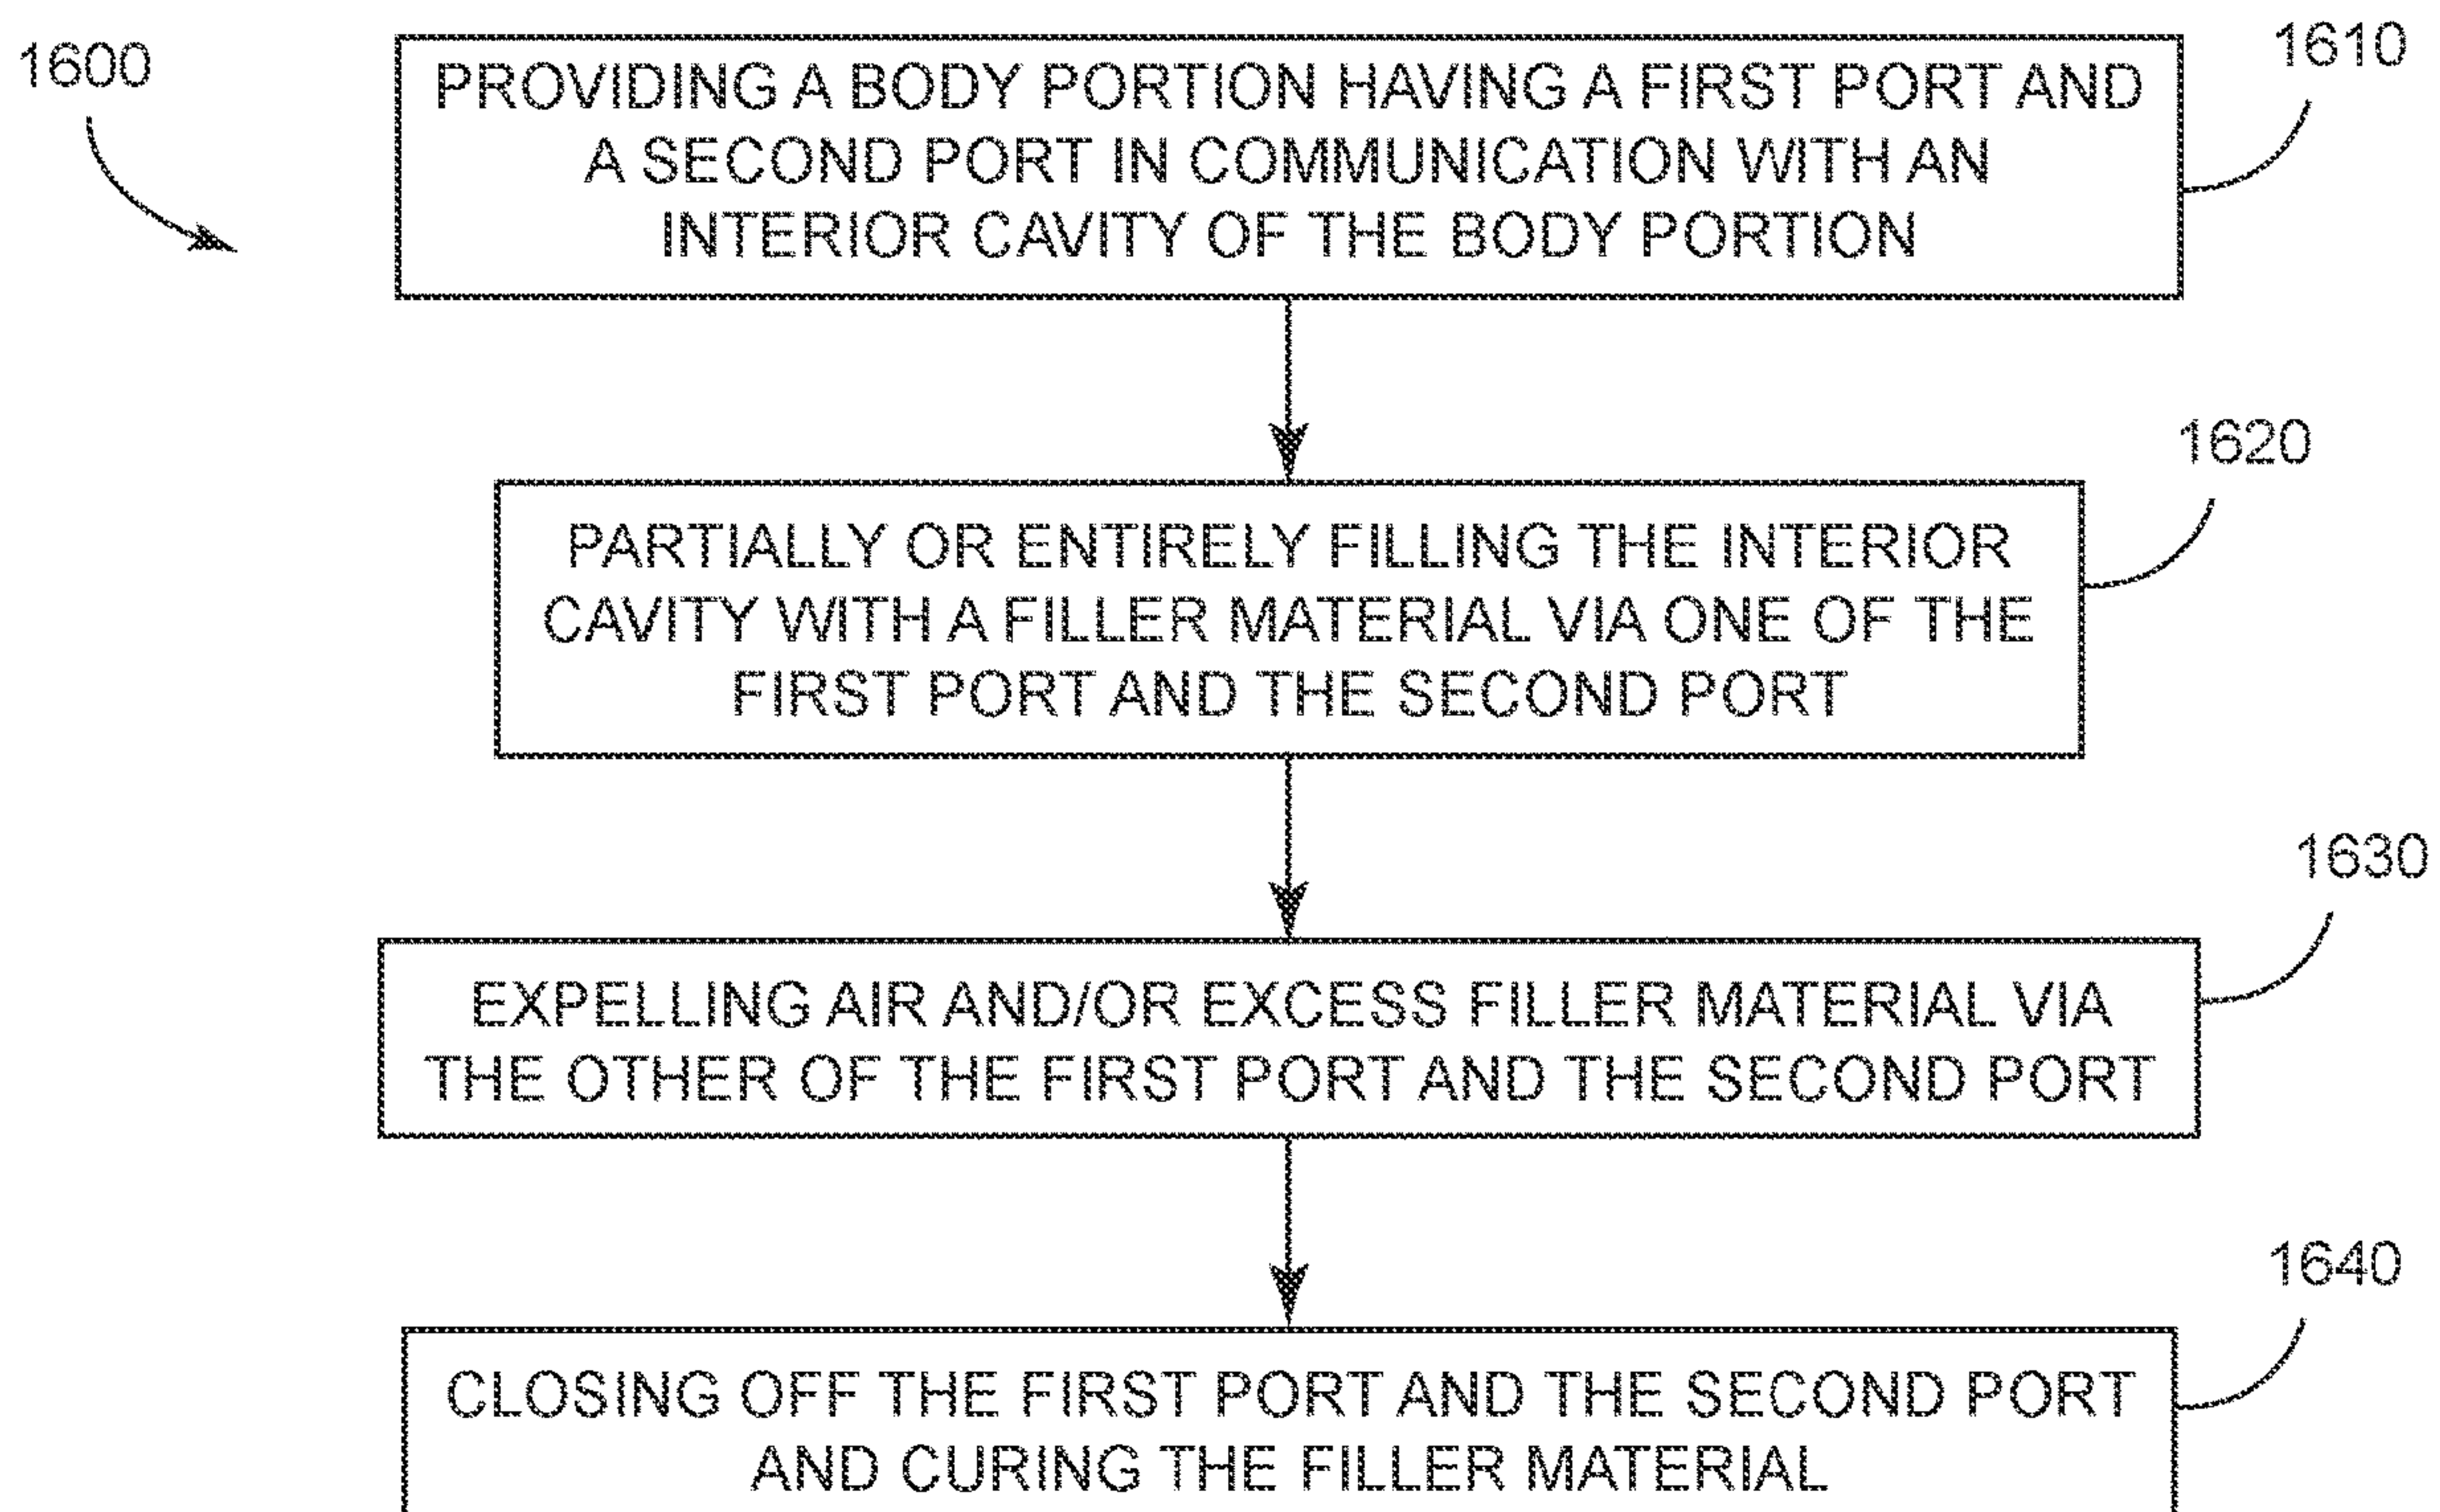 1600
1610
PROVIDING A BODY PORTION HAVING A FIRST PORT AND
A SECOND PORT IN COMMUNICATION WITH AN
INTERIOR CAVITY OF THE BODY PORTION
1620
PARTIALLY OR ENTIRELY FILLING THE INTERIOR
CAVITY WITH A FILLER MATERIAL VIA ONE OF THE
FIRST PORT AND THE SECOND PORT
1630
EXPELLING AIR AND/OR EXCESS FILLER MATERIAL VIA
THE OTHER OF THE FIRST PORT AND THE SECOND PORT
1640
CLOSING OFF THE FIRST PORT AND THE SECOND PORT
AND CURING THE FILLER MATERIAL